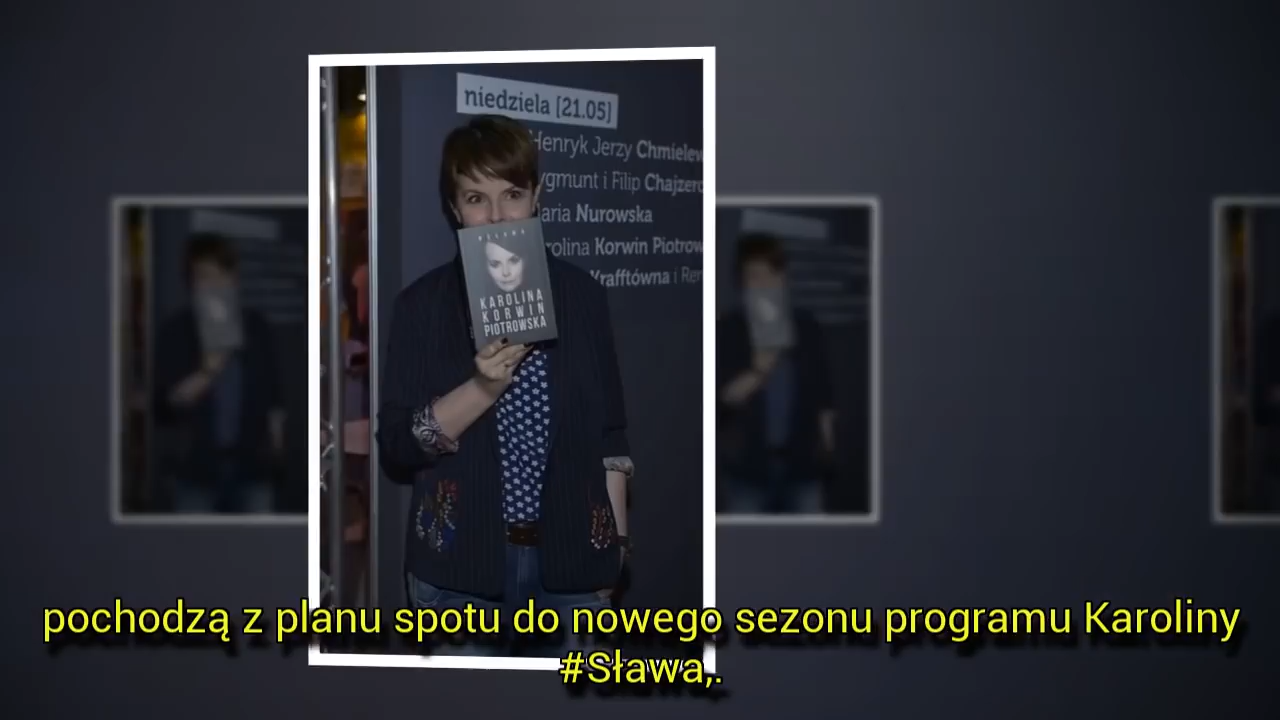 niedziela [21.05]
Henryk Jerzy Chmielew
ygmunt i Filip Chajzero
aria Nurowska
rolina Korwin Piotrow
Krafftówna i Ren
KAROLINA
KORWIN
PIOTROWSKA
pochodzą z planu spotu do nowego sezonu programu Karoliny
#Sława,.